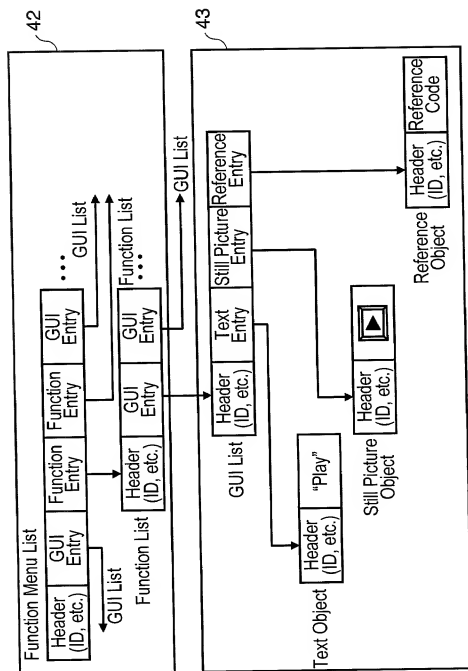 42
Function Menu List
Header
(ID, etc.)
GUI
Entry
Function
Entry
Function
Entry
GUI
Entry
•••
GUI List
GUI List
Function List
Header
(ID, etc.)
GUI
Entry
GUI
Entry
•••
Function List
GUI List
43
Header
(ID, etc.)
Text
Entry
Still Picture
Entry
Reference
Entry
GUI List
Header
(ID, etc.)
"Play"
Text Object
Header
(ID, etc.)
Still Picture
Object
Header
(ID, etc.)
Reference
Code
Reference
Object